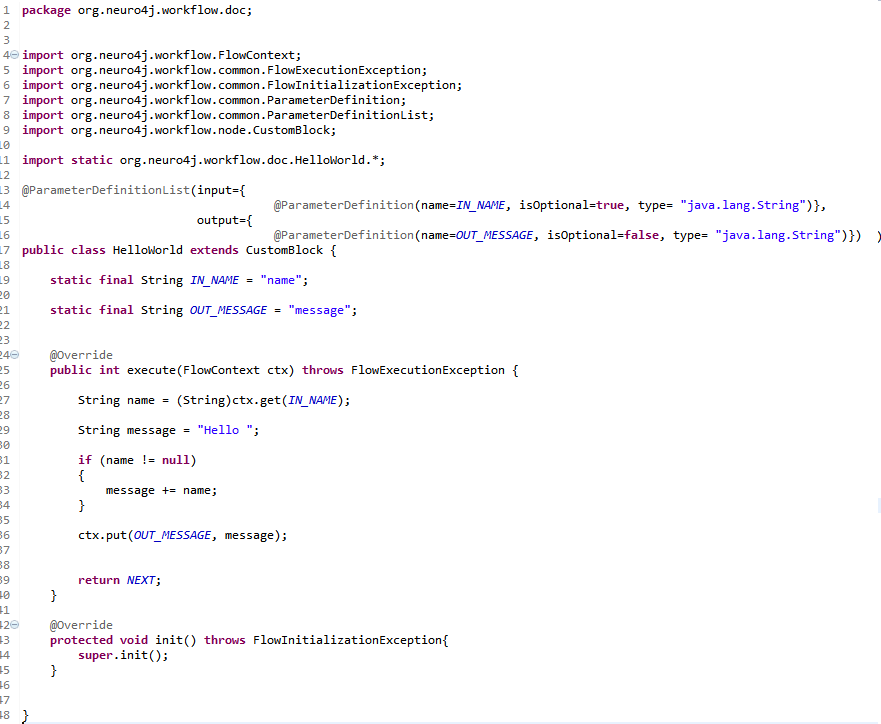 1 package org.neuro4j.workflow.doc;
2
3
4 import org.neuro4j.workflow.FlowContext;
5 import org.neuro4j.workflow.common.FlowExecutionException;
6 import org.neuro4j.workflow.common.FlowInitializationException;
7 import org.neuro4j.workflow.common.ParameterDefinition;
8 import org.neuro4j.workflow.common.ParameterDefinitionList;
9 import org.neuro4j.workflow.node.CustomBlock;
10
11 import static org.neuro4j.workflow.doc.HelloWorld.*;
12
13 @ParameterDefinitionList(input={
14 @ParameterDefinition(name=IN_NAME, isOptional=true, type= "java.lang.String")},
15 output={
16 @ParameterDefinition(name=OUT_MESSAGE, isOptional=false, type= "java.lang.String")}) )
17 public class HelloWorld extends CustomBlock {
18
19 static final String IN_NAME = "name";
20
21 static final String OUT_MESSAGE = "message";
22
23
24 @Override
25 public int execute(FlowContext ctx) throws FlowExecutionException {
26
27 String name = (String)ctx.get(IN_NAME);
28
29 String message = "Hello ";
30
31 if (name != null)
32 {
33 message += name;
34 }
35
36 ctx.put(OUT_MESSAGE, message);
37
38
39 return NEXT;
40 }
41
42 @Override
43 protected void init() throws FlowInitializationException{
44 super.init();
45 }
46
47
48 }